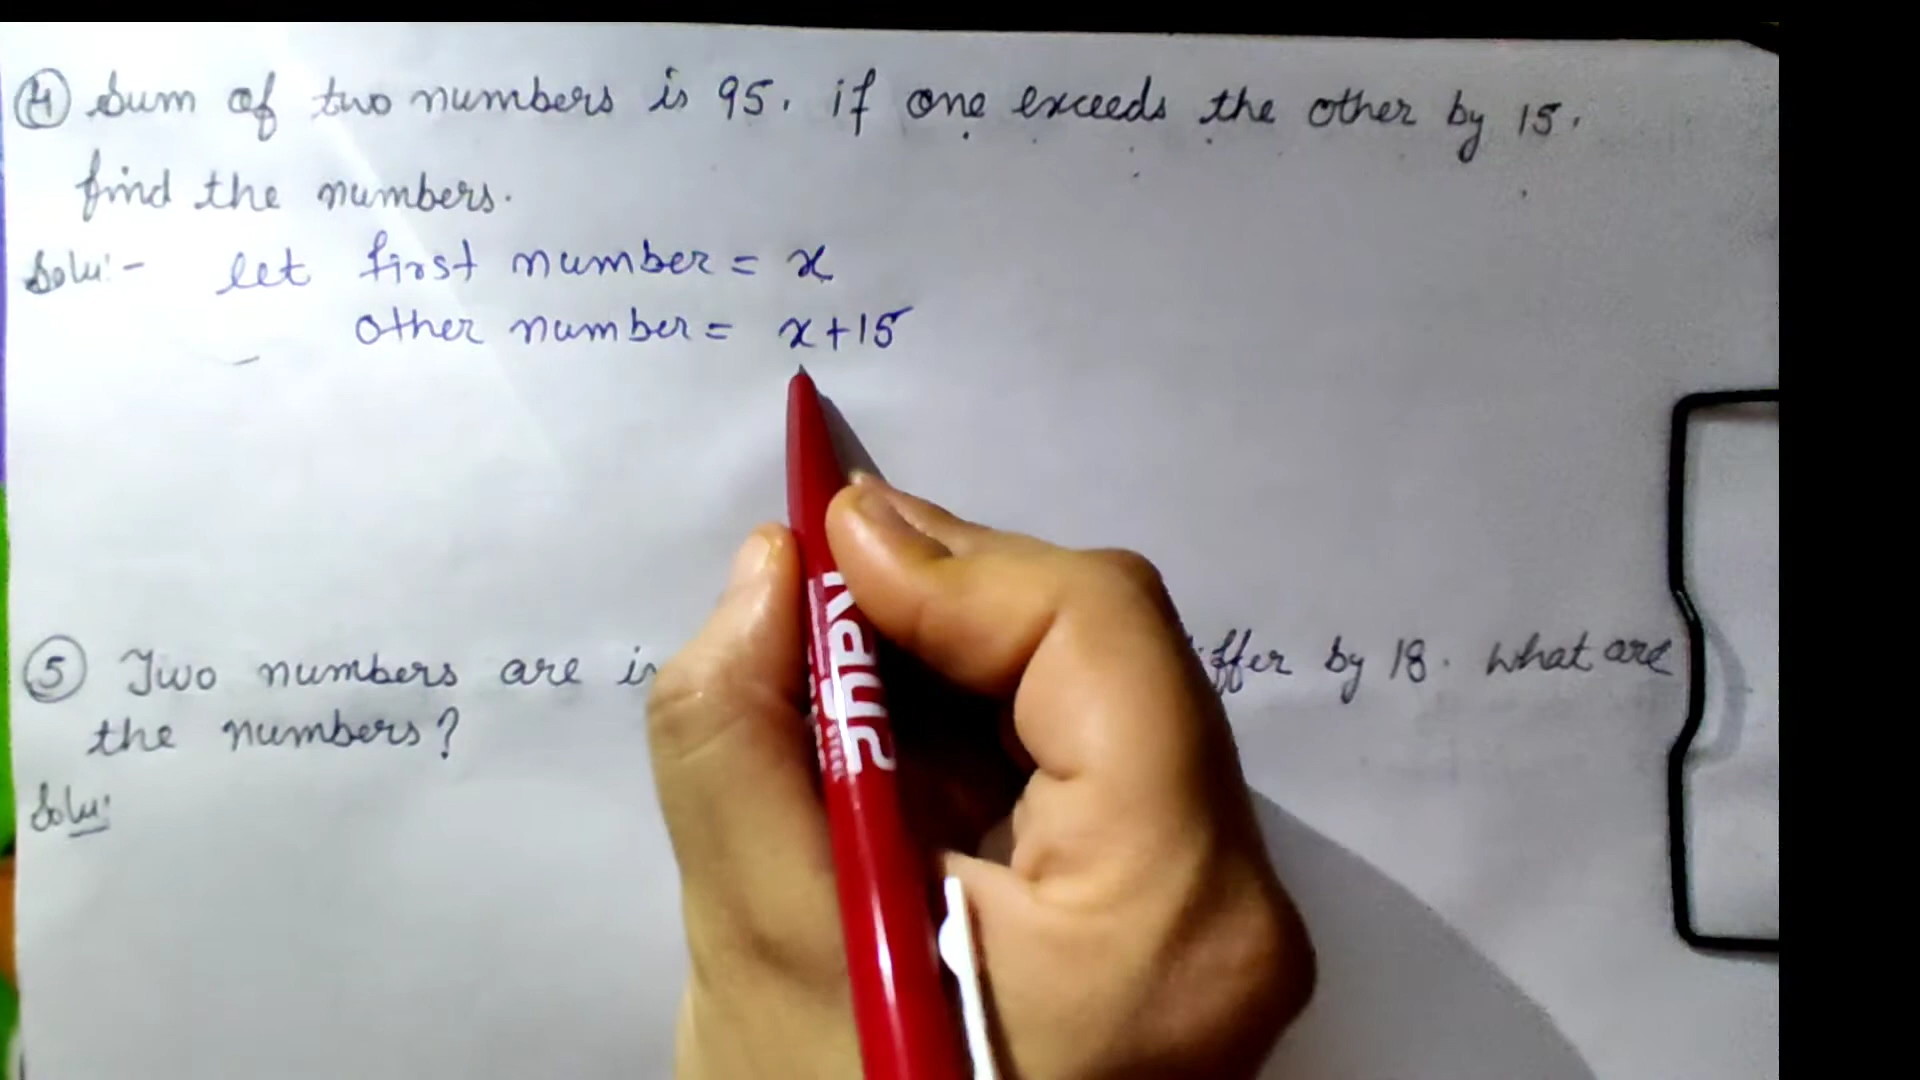 4 Sum of two numbers is 95. if one exceeds the other by 15.
find the numbers.
Solu:- let first number = x
other number = x+15
5 Two numbers are in differ by 18. What are
the numbers?
Solu: